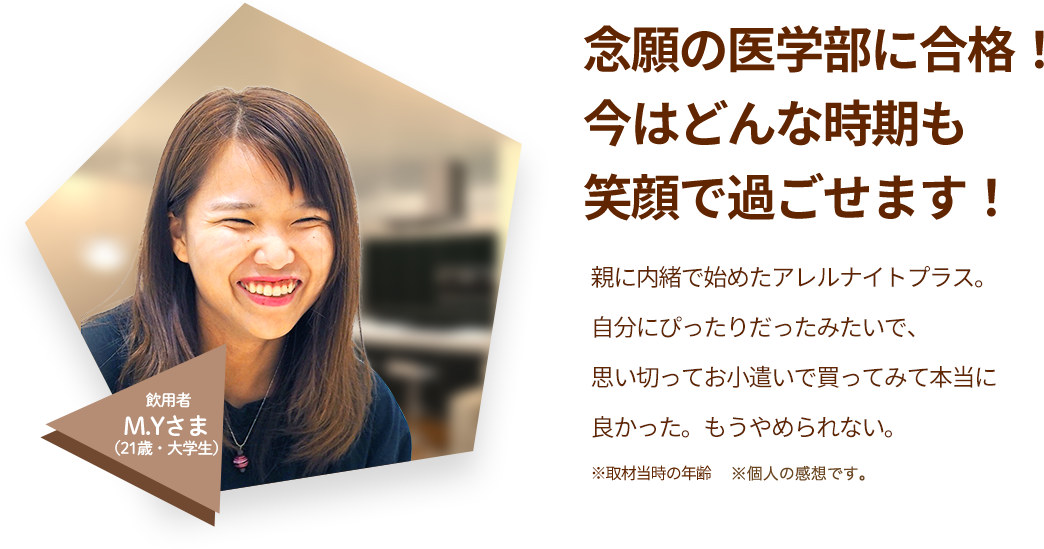 念願の医学部に合格！
今はどんな時期も
笑顔で過ごせます！
親に内緒で始めたアレルナイトプラス。
自分にぴったりだったみたいで、
思い切ってお小遣いで買ってみて本当に
良かった。もうやめられない。
※取材当時の年齢　※個人の感想です。
飲用者
M.Yさま
（21歳・大学生）